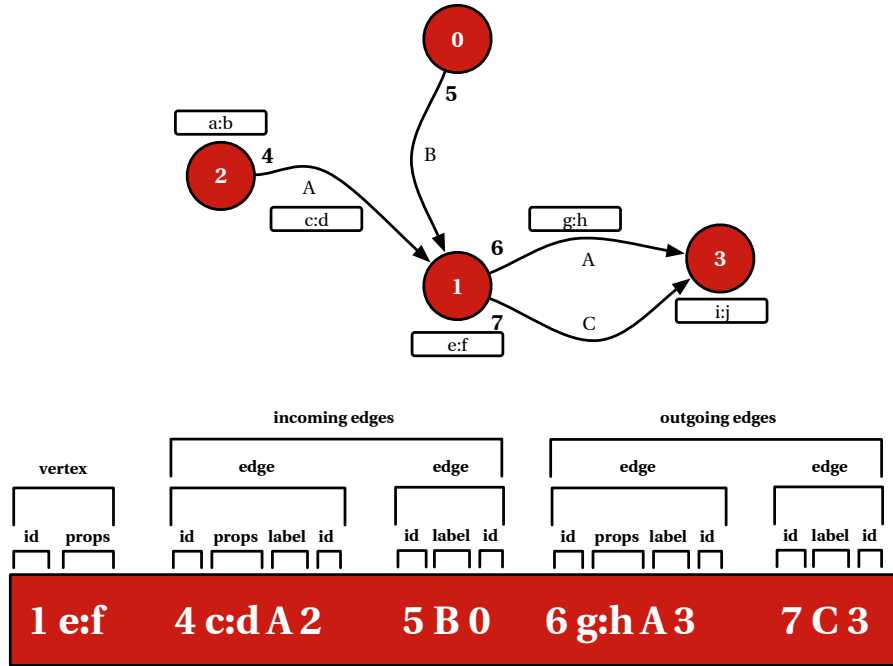 0
5
a:b
4
B
2
A
c:d
g:h
6
A
3
1
7
C
i:j
e:f
incoming edges outgoing edges
vertex edge edge edge edge
id props id props label id id label id id props label id id label id
1 e:f 4 c:d A 2 5 B 0 6 g:h A 3 7 C 3